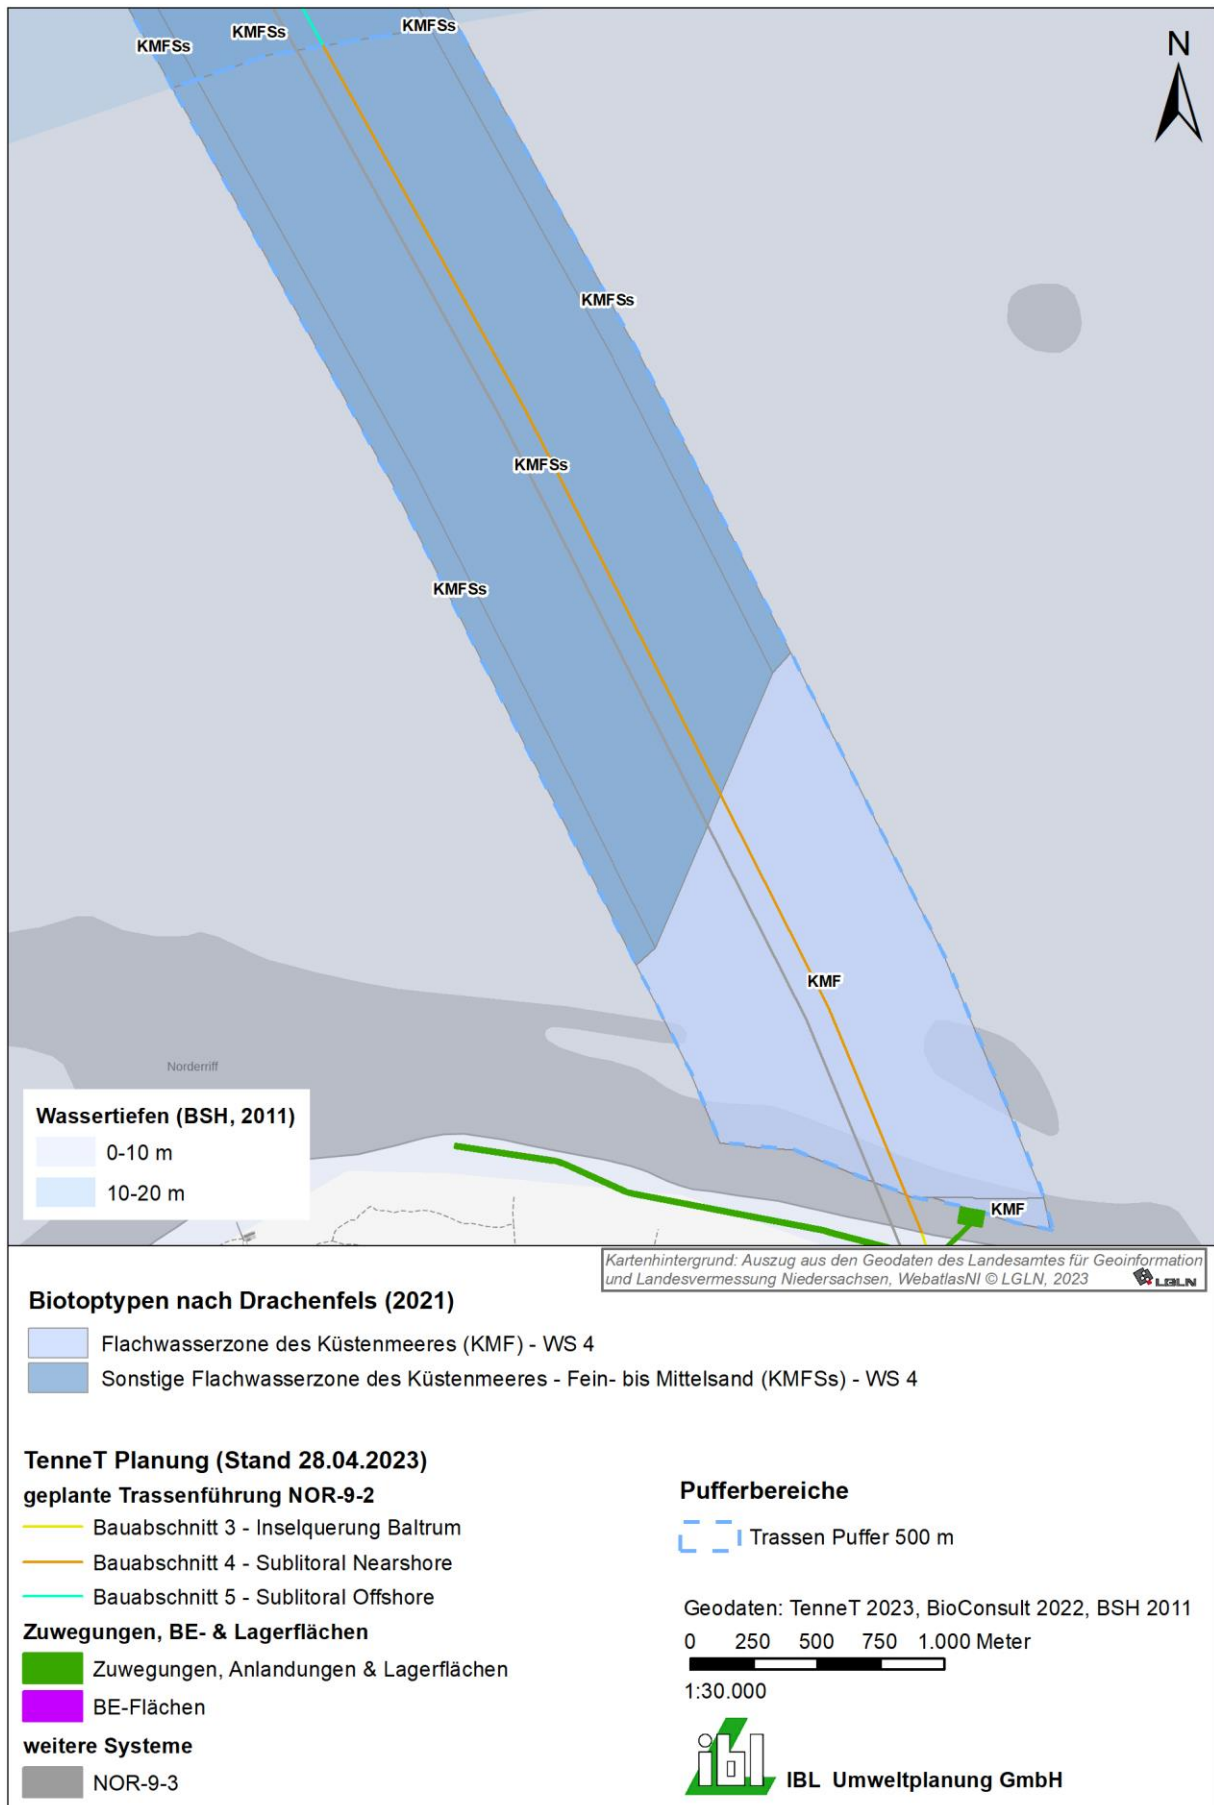 KMFSs
KMFSs
KMFSs
N
KMFSs
KMFSs
KMFSs
KMF
Norderriff
Wassertiefen (BSH, 2011)
0-10 m
10-20 m
KMF
Kartenhintergrund: Auszug aus den Geodaten des Landesamtes für Geoinformation
und Landesvermessung Niedersachsen, WebatlasNI © LGLN, 2023
LGLN
Biotoptypen nach Drachenfels (2021)
Flachwasserzone des Küstenmeeres (KMF) - WS 4
Sonstige Flachwasserzone des Küstenmeeres - Fein- bis Mittelsand (KMFSs) - WS 4
TenneT Planung (Stand 28.04.2023)
geplante Trassenführung NOR-9-2
Bauabschnitt 3 - Inselquerung Baltrum
Bauabschnitt 4 - Sublitoral Nearshore
Bauabschnitt 5 - Sublitoral Offshore
Zuwegungen, BE- & Lagerflächen
Zuwegungen, Anlandungen & Lagerflächen
BE-Flächen
weitere Systeme
NOR-9-3
Pufferbereiche
Trassen Puffer 500 m
Geodaten: TenneT 2023, BioConsult 2022, BSH 2011
0 250 500 750 1.000 Meter
1:30.000
ibl
IBL Umweltplanung GmbH